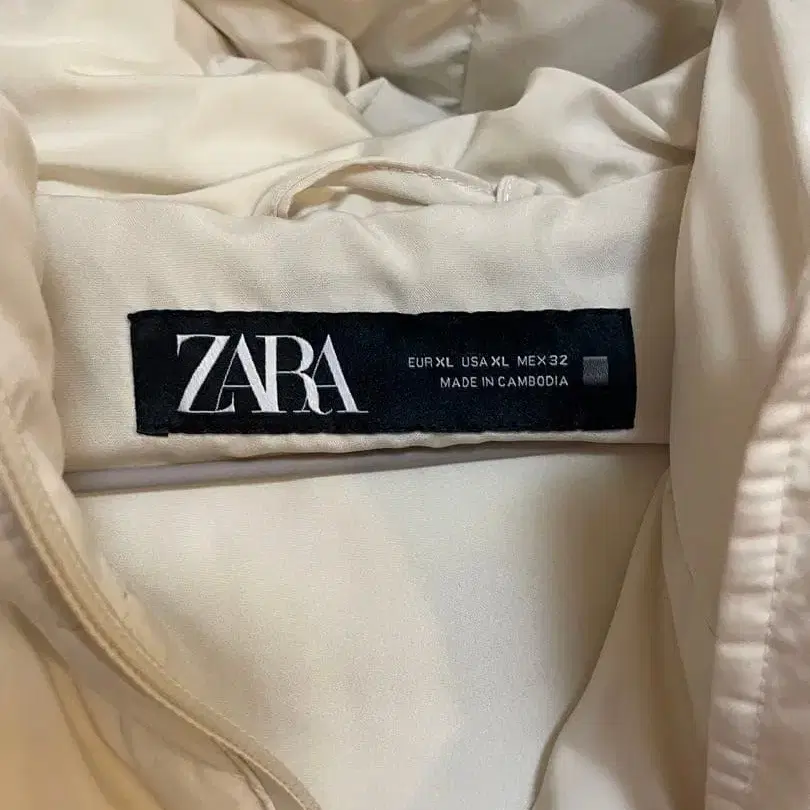 ZARA
EUR XL USA XL MEX 32
MADE IN CAMBODIA